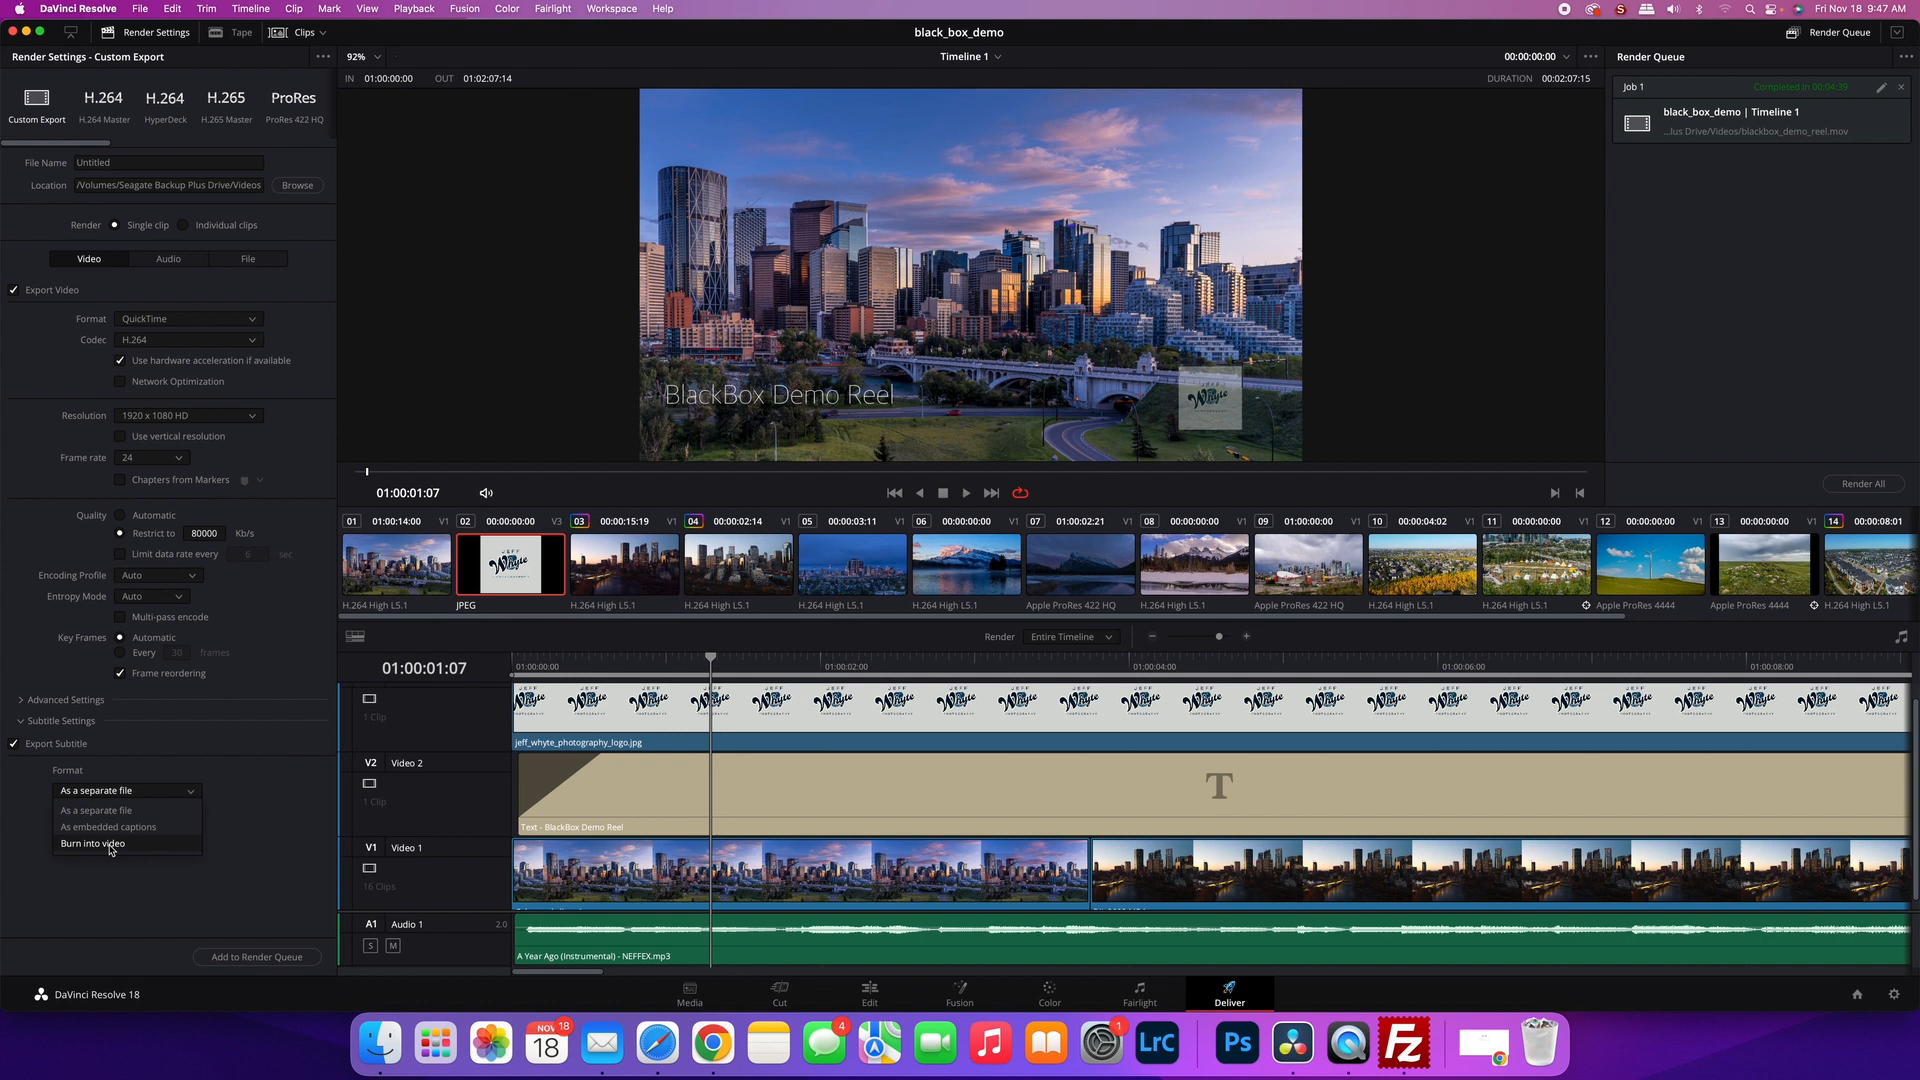 DaVinci Resolve File Edit Trim Timeline Clip Mark View Playback Fusion Color Fairlight Workspace Help Fri Nov 18 9:47 AM
Render Settings Tape Clips black_box_demo Render Queue
Render Settings - Custom Export 92% Timeline 1 00:00:00:00 Render Queue
IN 01:00:00:00 OUT 01:02:07:14 DURATION 00:02:07:15
Job 1 Completed in 00:04:39
H.264 H.264 H.265 ProRes
Custom Export H.264 Master HyperDeck H.265 Master ProRes 422 HQ
black_box_demo | Timeline 1
...lus Drive/Videos/blackbox_demo_reel.mov
File Name Untitled
Location /Volumes/Seagate Backup Plus Drive/Videos Browse
Render Single clip Individual clips
Video Audio File
Export Video
Format QuickTime
Codec H.264
Use hardware acceleration if available
Network Optimization
BlackBox Demo Reel
JEFF
Whyte
Resolution 1920 x 1080 HD
Use vertical resolution
Frame rate 24
Chapters from Markers
Render All
01:00:01:07
Quality Automatic
Restrict to 80000 Kb/s
Limit data rate every 6 sec
Encoding Profile Auto
Entropy Mode Auto
Multi-pass encode
Key Frames Automatic
Every 30 frames
Frame reordering
Advanced Settings
Subtitle Settings
Export Subtitle
Format
As a separate file
As a separate file
As embedded captions
Burn into video
Add to Render Queue
01 01:00:14:00 V1 02 00:00:00:00 V3 03 00:00:15:19 V1 04 00:00:02:14 V1 05 00:00:03:11 V1 06 00:00:00:00 V1 07 01:00:02:21 V1 08 00:00:00:00 V1 09 01:00:00:00 V1 10 00:00:04:02 V1 11 00:00:00:00 V1 12 00:00:00:00 V1 13 00:00:00:00 V1 14 00:00:08:01
JEFF
Whyte
H.264 High L5.1 JPEG H.264 High L5.1 H.264 High L5.1 H.264 High L5.1 H.264 High L5.1 Apple ProRes 422 HQ H.264 High L5.1 Apple ProRes 422 HQ H.264 High L5.1 H.264 High L5.1 Apple ProRes 4444 Apple ProRes 4444 H.264 High L5.1
Render Entire Timeline
01:00:01:07 01:00:00:00 01:00:02:00 01:00:04:00 01:00:06:00 01:00:08:00
1 Clip
jeff_whyte_photography_logo.jpg
V2 Video 2
1 Clip
T
Text - BlackBox Demo Reel
V1 Video 1
16 Clips
A1 Audio 1 2.0
S M
A Year Ago (Instrumental) - NEFFEX.mp3
DaVinci Resolve 18
Media Cut Edit Fusion Color Fairlight Deliver
NOV 18 4 1
18 LrC Ps Fz